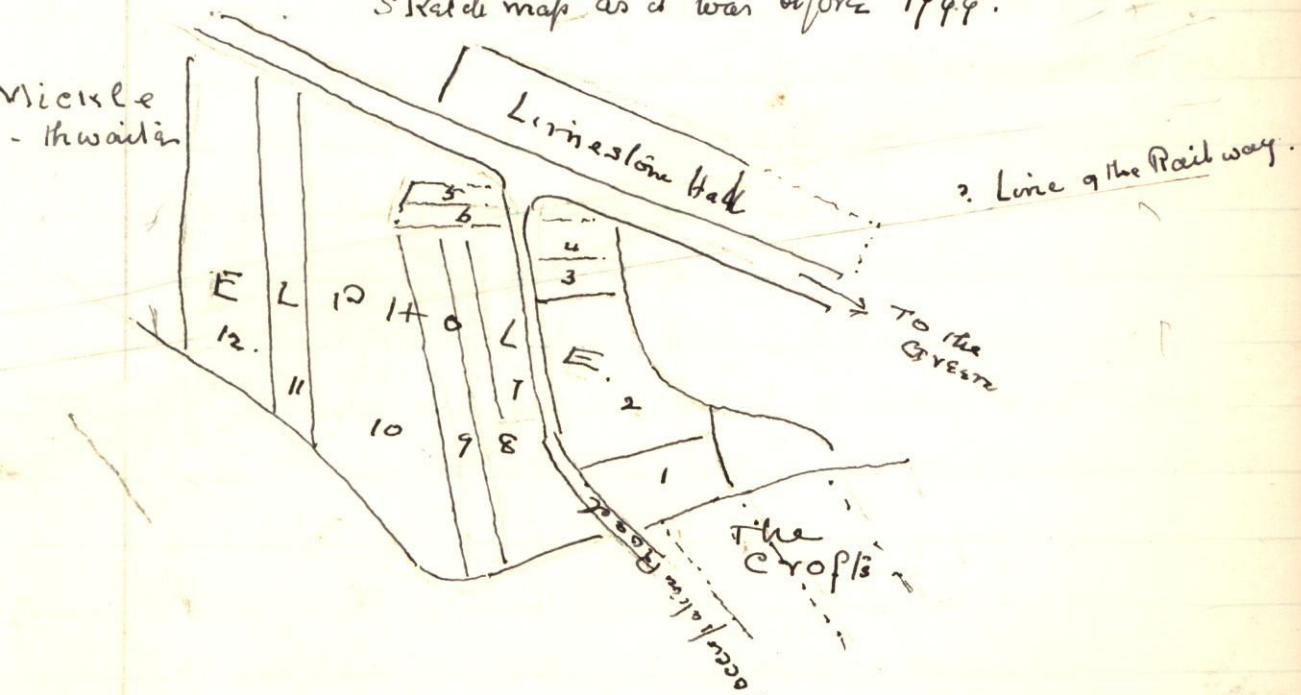 Sketch map as it was before 1799.
Mickle
- thwaites
Limestone Hall
? Line of the Railway.
To the
Green
5
6
4
3
E L P H O L E.
12.
11
10
9
8
7
2
1
The
Crofts
Occupation Road